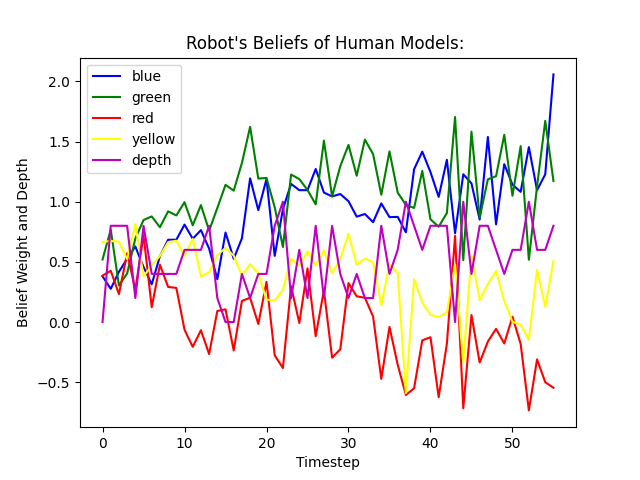 Robot's Beliefs of Human Models:
blue
green
red
yellow
depth
Belief Weight and Depth
2.0
1.5
1.0
0.5
0.0
−0.5
0
10
20
30
40
50
Timestep